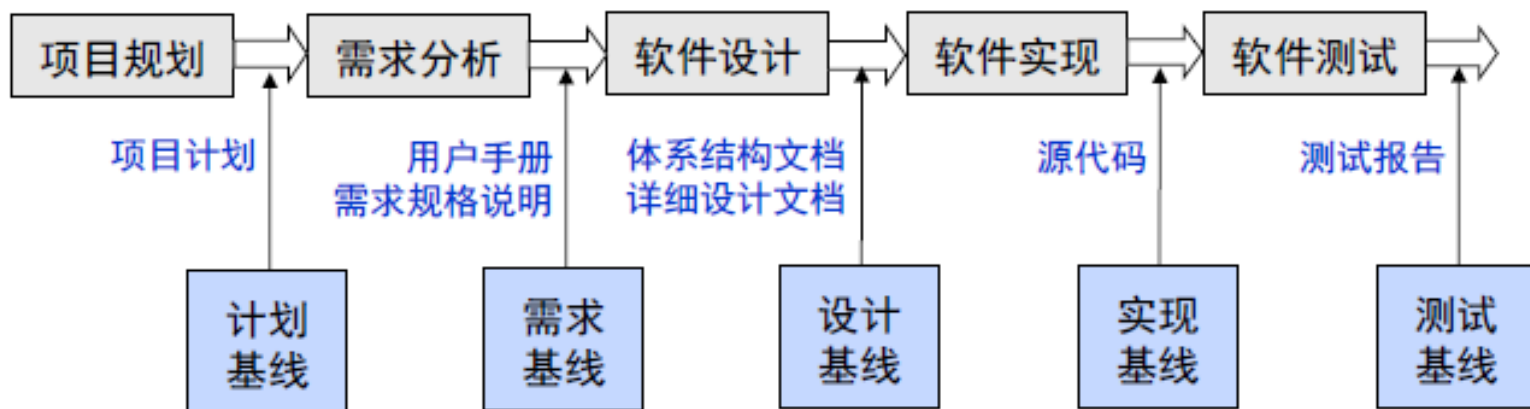 项目规划
需求分析
软件设计
软件实现
软件测试
项目计划
用户手册
需求规格说明
体系结构文档
详细设计文档
源代码
测试报告
计划
基线
需求
基线
设计
基线
实现
基线
测试
基线